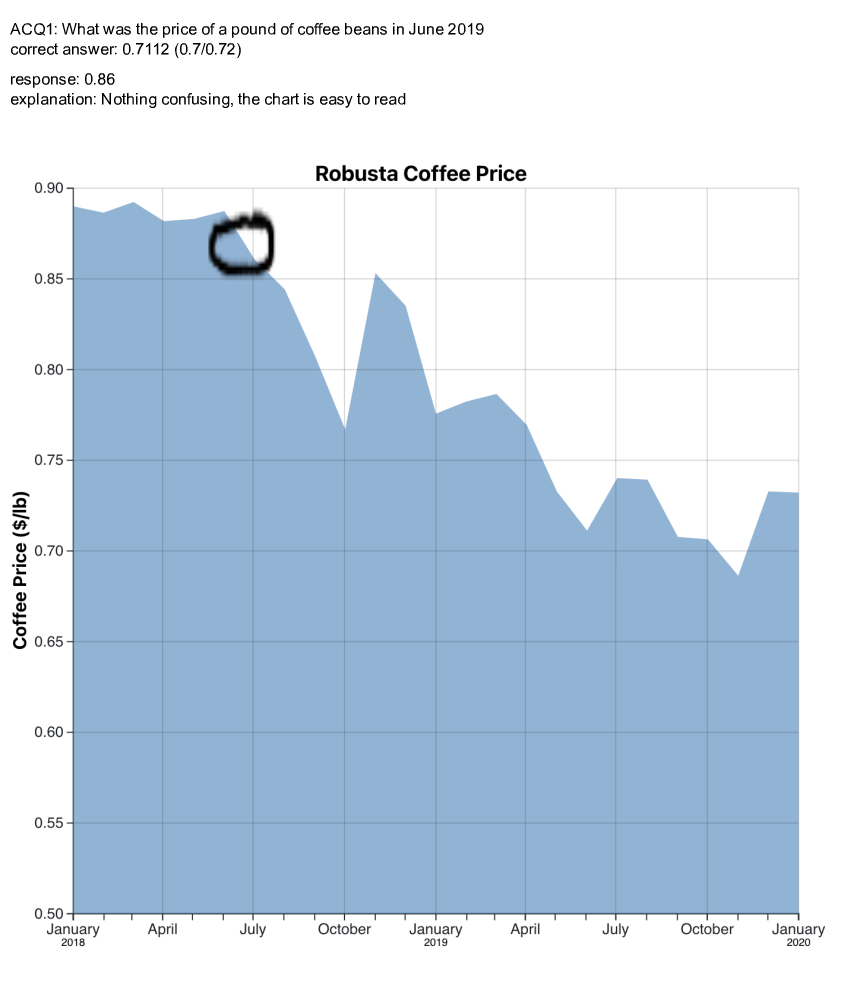 ACQ1: What was the price of a pound of coffee beans in June 2019
correct answer: 0.7112 (0.7/0.72)
response: 0.86
explanation: Nothing confusing, the chart is easy to read
Robusta Coffee Price
Coffee Price ($/lb)
0.90
0.85
0.80
0.75
0.70
0.65
0.60
0.55
0.50
January April July October January April July October January
2018 2019 2020